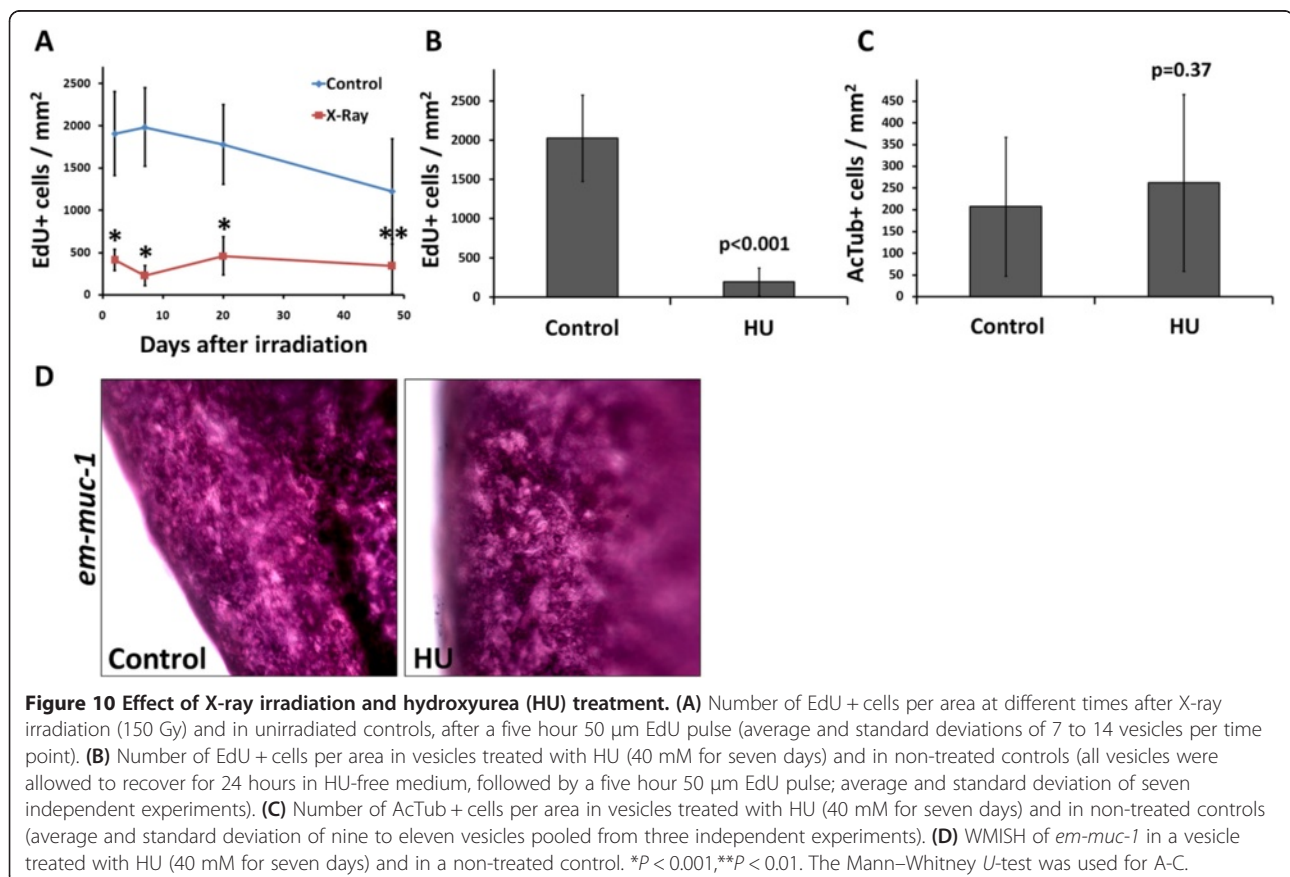 A
EdU+ cells / mm²
2500
2000
1500
1000
500
0
0 10 20 30 40 50
Days after irradiation
Control
X-Ray
* * * **
B
EdU+ cells / mm²
2500
2000
1500
1000
500
0
p<0.001
Control HU
C
AcTub+ cells / mm²
450
400
350
300
250
200
150
100
50
0
p=0.37
Control HU
D
em-muc-1
Control
HU
Figure 10 Effect of X-ray irradiation and hydroxyurea (HU) treatment. (A) Number of EdU + cells per area at different times after X-ray
irradiation (150 Gy) and in unirradiated controls, after a five hour 50 μm EdU pulse (average and standard deviations of 7 to 14 vesicles per time
point). (B) Number of EdU + cells per area in vesicles treated with HU (40 mM for seven days) and in non-treated controls (all vesicles were
allowed to recover for 24 hours in HU-free medium, followed by a five hour 50 μm EdU pulse; average and standard deviation of seven
independent experiments). (C) Number of AcTub + cells per area in vesicles treated with HU (40 mM for seven days) and in non-treated controls
(average and standard deviation of nine to eleven vesicles pooled from three independent experiments). (D) WMISH of em-muc-1 in a vesicle
treated with HU (40 mM for seven days) and in a non-treated control. *P < 0.001,**P < 0.01. The Mann–Whitney U-test was used for A-C.